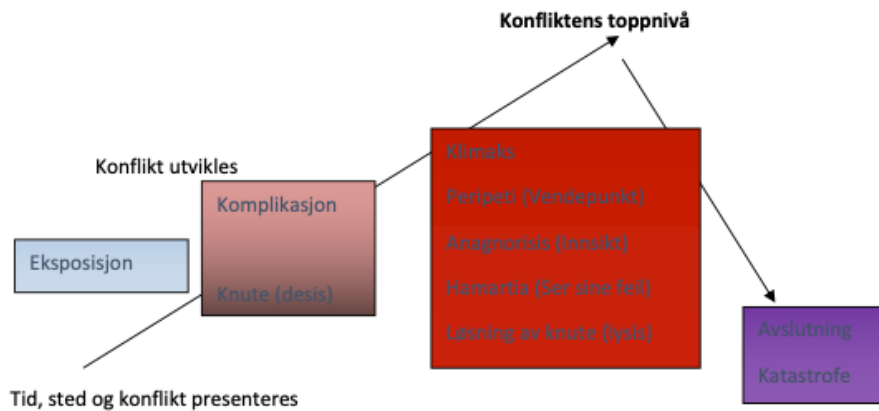 Konfliktens toppnivå
Konflikt utvikles
Klimaks
Peripeti (Vendepunkt)
Anagnorisis (Innsikt)
Hamartia (Ser sine feil)
Løsning av knute (lysis)
Komplikasjon
Knute (desis)
Eksposisjon
Avslutning
Katastrofe
Tid, sted og konflikt presenteres